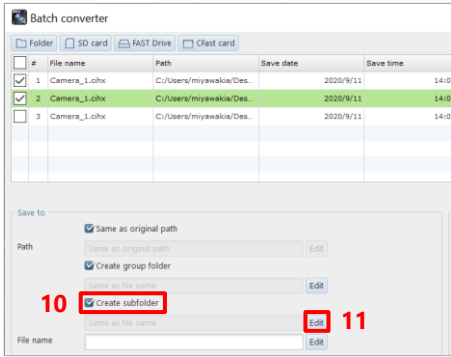 Batch converter
Folder SD card FAST Drive CFast card
# File name Path Save date Save time
1 Camera_1.cihx C:/Users/miyawakia/Des... 2020/9/11 14:0
2 Camera_1.cihx C:/Users/miyawakia/Des... 2020/9/11 14:0
3 Camera_1.cihx C:/Users/miyawakia/Des... 2020/9/11 14:0
Save to
Same as original path
Path Same as original path Edit
Create group folder
Same as file name Edit
10 Create subfolder
Same as file name Edit 11
File name Edit